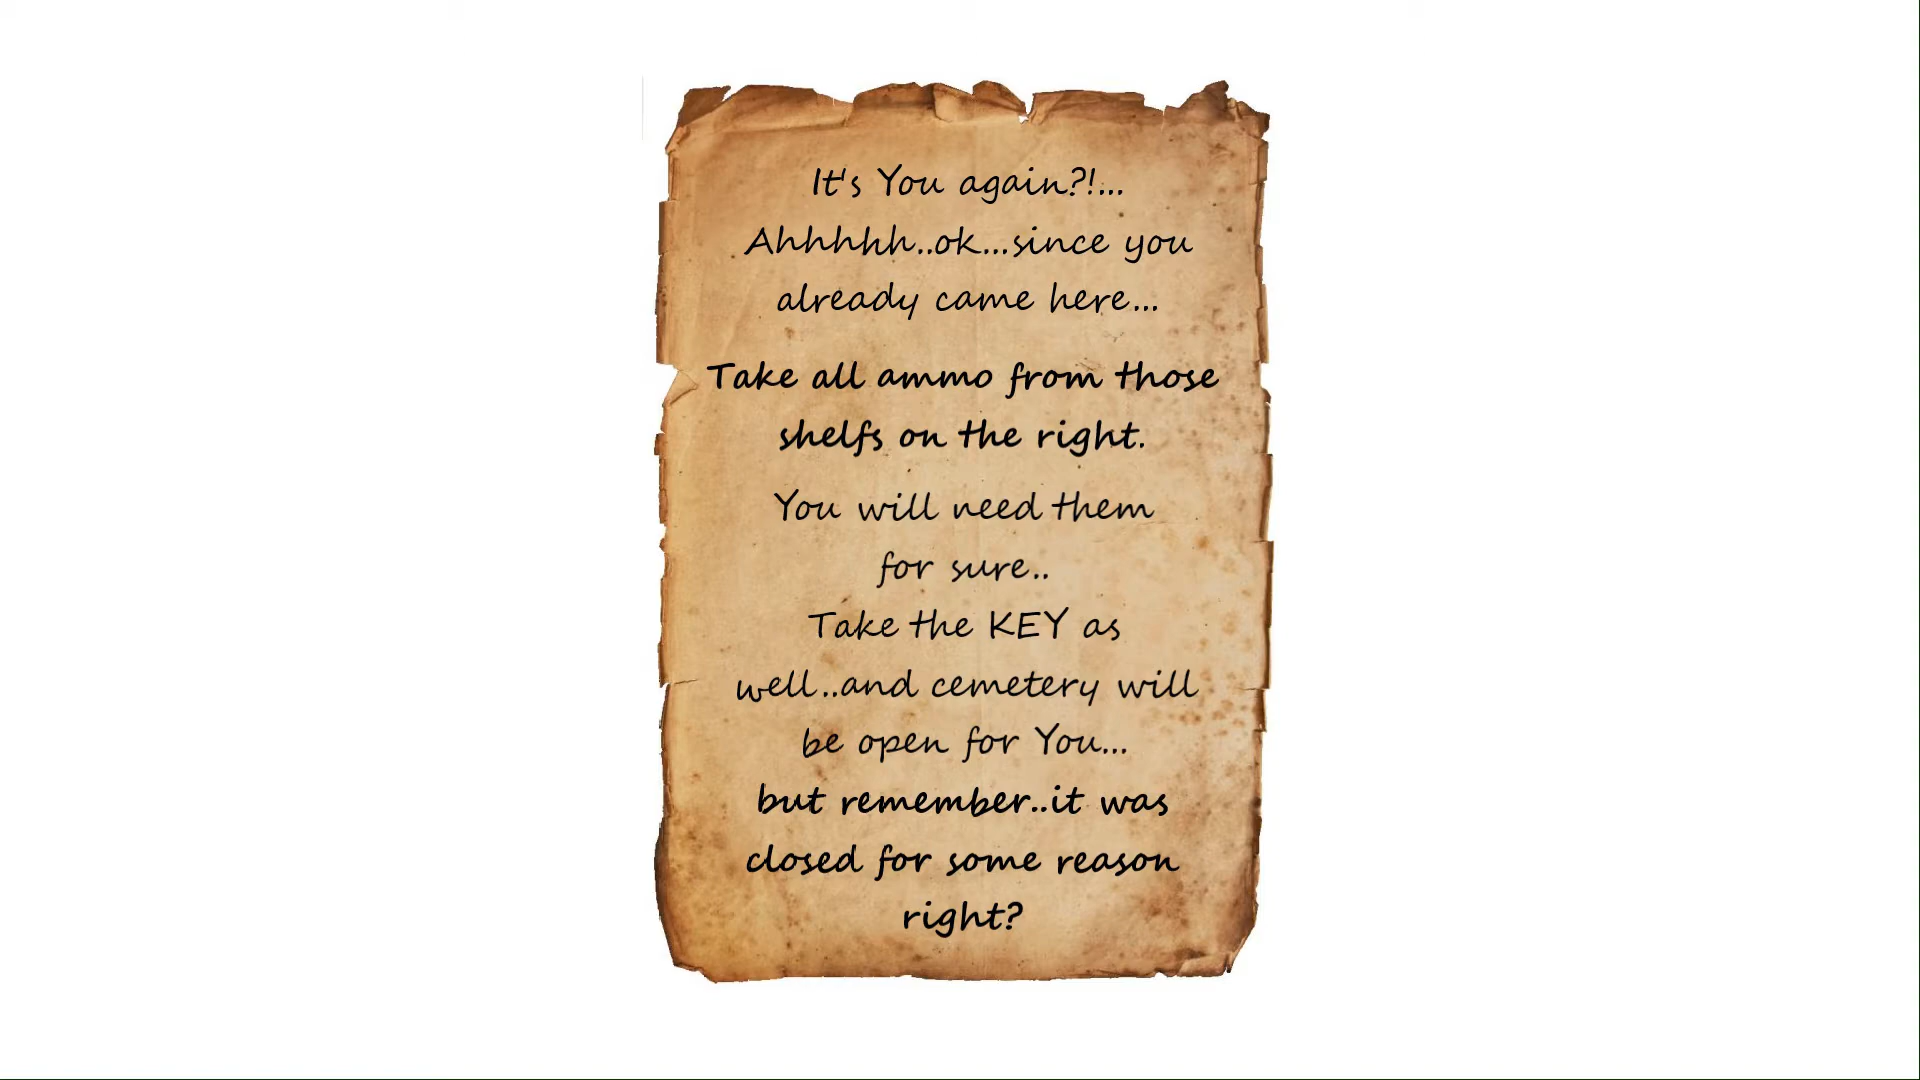 It's You again?!...
Ahhhhh..ok...since you
already came here...
Take all ammo from those
shelfs on the right.
You will need them
for sure..
Take the KEY as
well..and cemetery will
be open for You...
but remember..it was
closed for some reason
right?